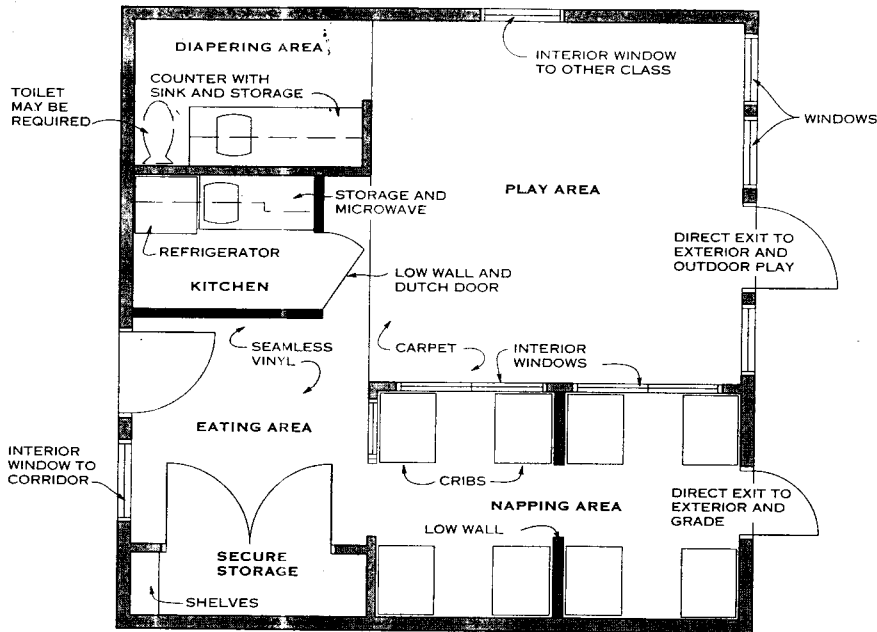 DIAPERING AREA
INTERIOR WINDOW
TO OTHER CLASS
COUNTER WITH
SINK AND STORAGE
TOILET
MAY BE
REQUIRED
WINDOWS
PLAY AREA
STORAGE AND
MICROWAVE
DIRECT EXIT TO
EXTERIOR AND
OUTDOOR PLAY
REFRIGERATOR
KITCHEN
LOW WALL AND
DUTCH DOOR
SEAMLESS
VINYL
CARPET
INTERIOR
WINDOWS
EATING AREA
INTERIOR
WINDOW TO
CORRIDOR
CRIBS
NAPPING AREA
DIRECT EXIT TO
EXTERIOR AND
GRADE
LOW WALL
SECURE
STORAGE
SHELVES